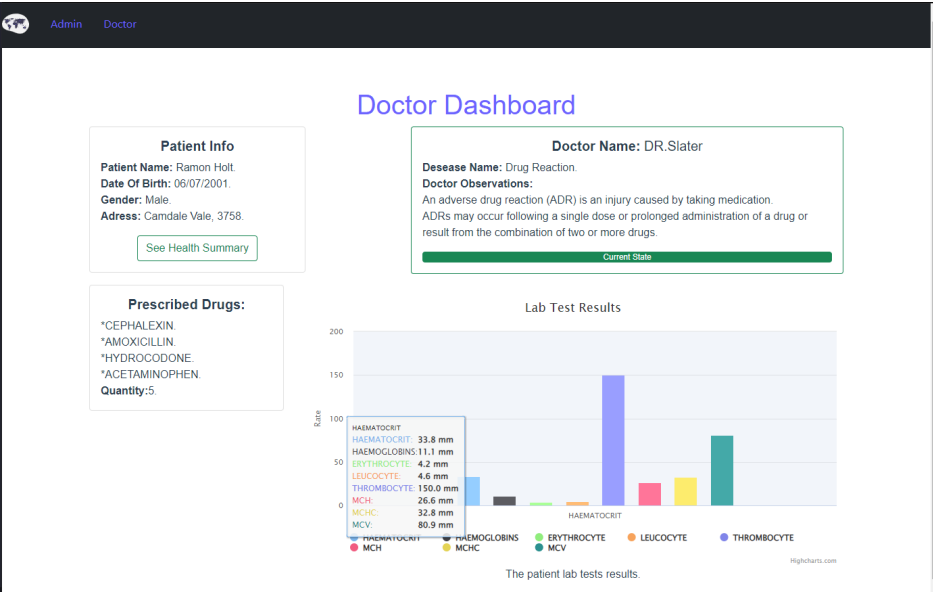 Admin Doctor
Doctor Dashboard
Patient Info
Patient Name: Ramon Holt.
Date Of Birth: 06/07/2001.
Gender: Male.
Adress: Camdale Vale, 3758.
See Health Summary
Doctor Name: DR.Slater
Desease Name: Drug Reaction.
Doctor Observations:
An adverse drug reaction (ADR) is an injury caused by taking medication.
ADRs may occur following a single dose or prolonged administration of a drug or
result from the combination of two or more drugs.
Current State
Prescribed Drugs:
*CEPHALEXIN.
*AMOXICILLIN.
*HYDROCODONE.
*ACETAMINOPHEN.
Quantity:5.
Lab Test Results
200
150
100
50
0
Rate
HAEMATOCRIT
HAEMATOCRIT: 33.8 mm
HAEMOGLOBINS:11.1 mm
ERYTHROCYTE: 4.2 mm
LEUCOCYTE: 4.6 mm
THROMBOCYTE: 150.0 mm
MCH: 26.6 mm
MCHC: 32.8 mm
MCV: 80.9 mm
HAEMATOCRIT
HAEMATOCRIT HAEMOGLOBINS ERYTHROCYTE LEUCOCYTE THROMBOCYTE
MCH MCHC MCV
Highcharts.com
The patient lab tests results.